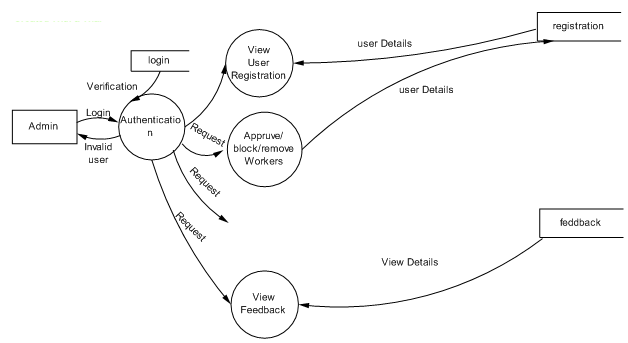 registration
View
User
Registration
user Details
login
Verification
user Details
Login
Admin
Authenticatio
n
Request
Appruve/
block/remove
Workers
Invalid
user
Request
Request
feddback
View Details
View
Feedback